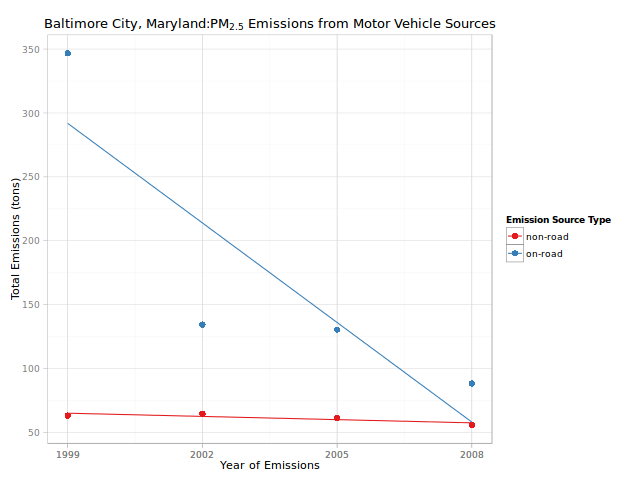 Baltimore City, Maryland:PM2.5 Emissions from Motor Vehicle Sources
Total Emissions (tons)
350
300
250
200
150
100
50
1999
2002
2005
2008
Year of Emissions
Emission Source Type
non-road
on-road